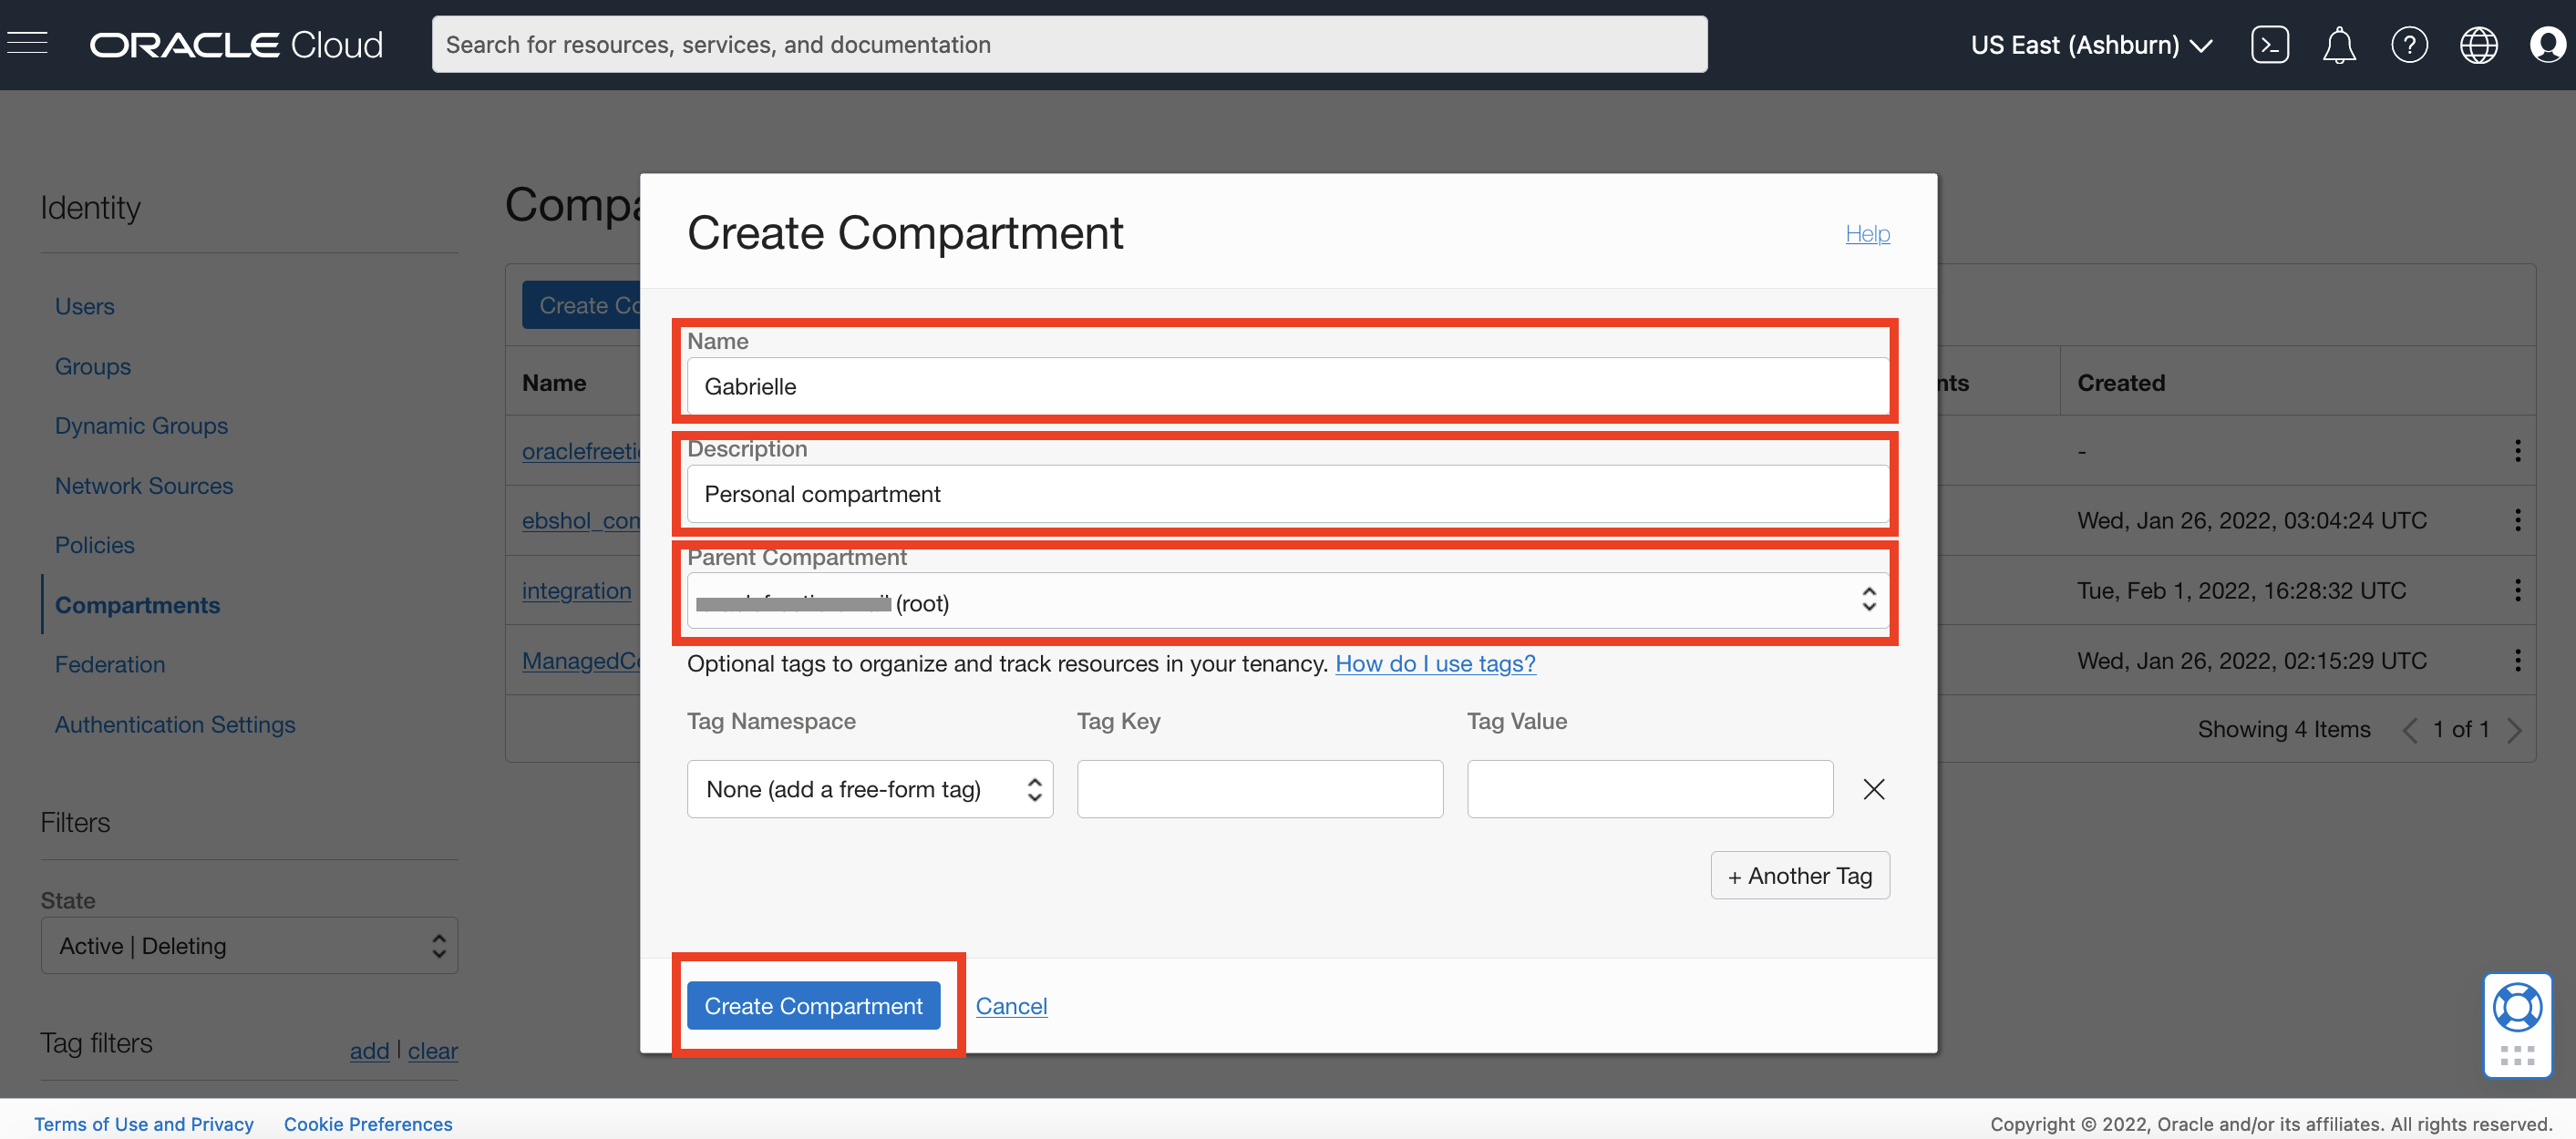 ORACLE Cloud
Search for resources, services, and documentation
US East (Ashburn)
Identity
Users
Groups
Dynamic Groups
Network Sources
Policies
Compartments
Federation
Authentication Settings
Filters
State
Active | Deleting
Tag filters
add | clear
Compa
Create Co
Name
nts
Created
oraclefreeti
-
ebshol_com
Wed, Jan 26, 2022, 03:04:24 UTC
integration
Tue, Feb 1, 2022, 16:28:32 UTC
ManagedCo
Wed, Jan 26, 2022, 02:15:29 UTC
Showing 4 Items
1 of 1
Create Compartment
Help
Name
Gabrielle
Description
Personal compartment
Parent Compartment
(root)
Optional tags to organize and track resources in your tenancy. How do I use tags?
Tag Namespace
Tag Key
Tag Value
None (add a free-form tag)
+ Another Tag
Create Compartment
Cancel
Terms of Use and Privacy
Cookie Preferences
Copyright © 2022, Oracle and/or its affiliates. All rights reserved.